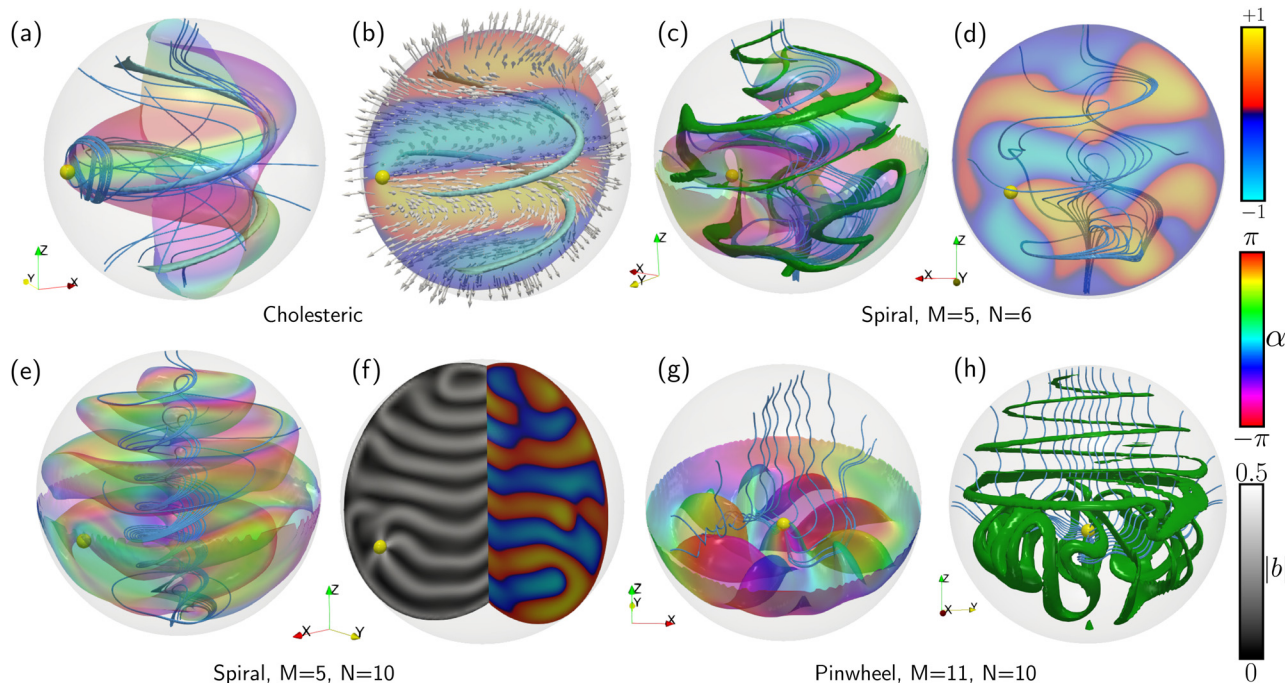 (a)
(b)
(c)
(d)
+1
−1
Z
Y
X
Z
Y
X
Z
X
Y
Z
X
Y
Cholesteric
Spiral, M=5, N=6
π
α
−π
(e)
(f)
(g)
(h)
0.5
|b|
0
Z
X
Y
Z
Y
X
Z
X
Y
Spiral, M=5, N=10
Pinwheel, M=11, N=10